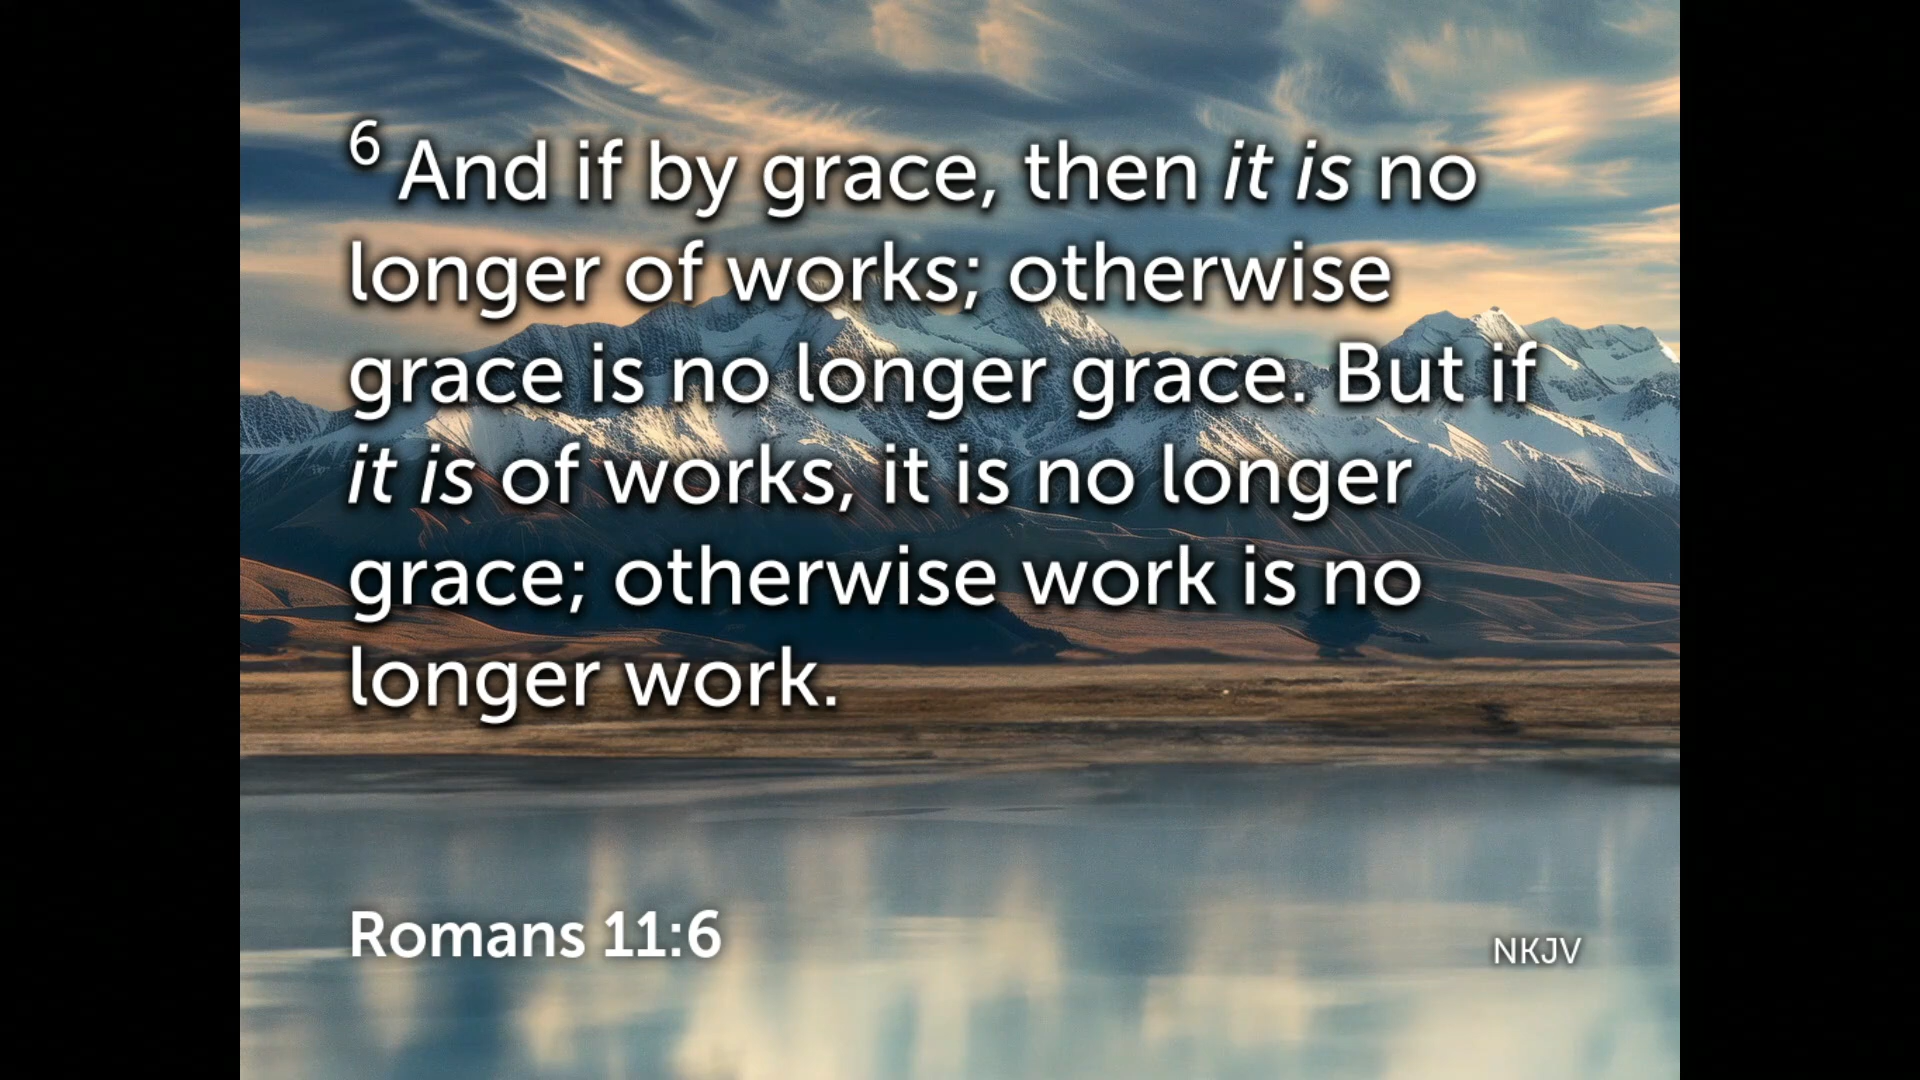 6 And if by grace, then it is no
longer of works; otherwise
grace is no longer grace. But if
it is of works, it is no longer
grace; otherwise work is no
longer work.
Romans 11:6
NKJV